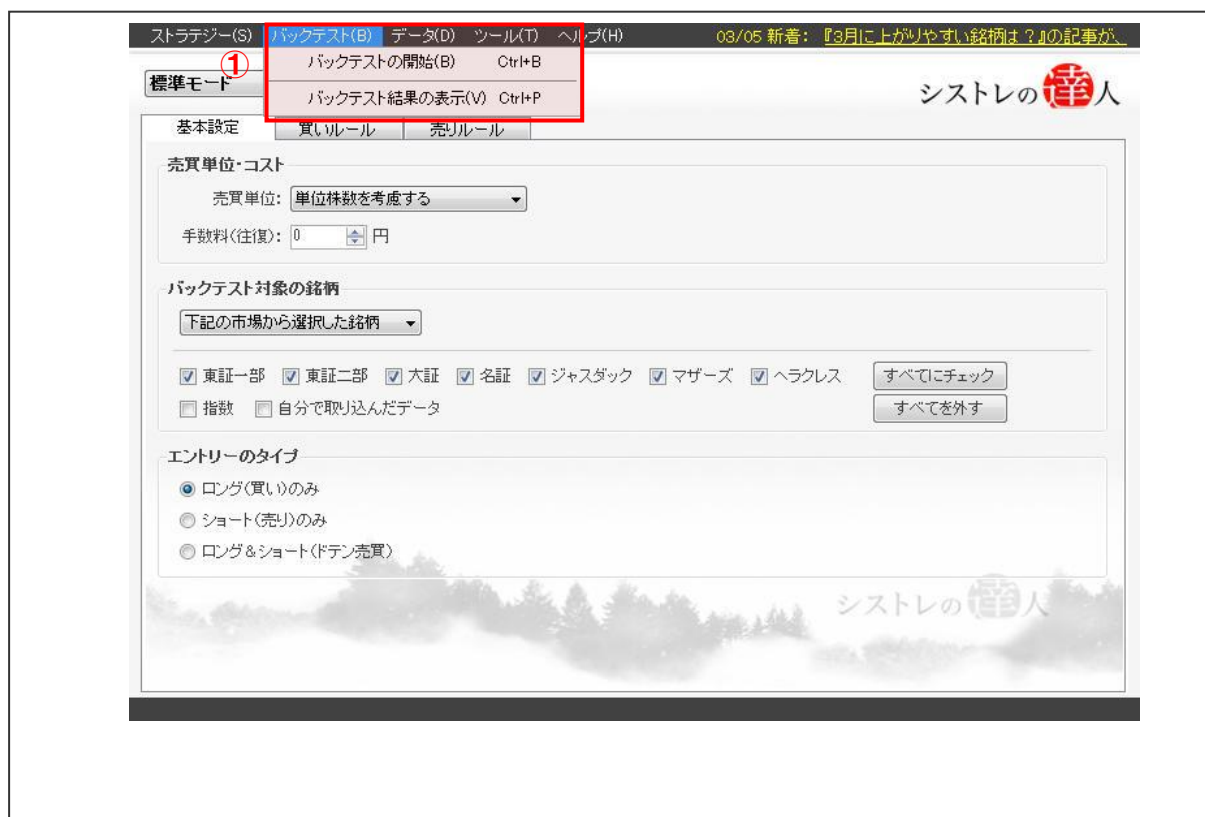 ストラテジー(S) バックテスト(B) データ(D) ツール(T) ヘルプ(H) 03/05 新着： 『3月に上がりやすい銘柄は？』の記事が、
①
バックテストの開始(B) Ctrl+B
標準モード
バックテスト結果の表示(V) Ctrl+P
シストレの達人
基本設定 買いルール 売りルール
売買単位・コスト
売買単位: 単位株数を考慮する
手数料(往復): 0 円
バックテスト対象の銘柄
下記の市場から選択した銘柄
東証一部 東証二部 大証 名証 ジャスダック マザーズ ヘラクレス すべてにチェック
指数 自分で取り込んだデータ すべてを外す
エントリーのタイプ
ロング(買い)のみ
ショート(売り)のみ
ロング＆ショート(ドテン売買)
シストレの達人